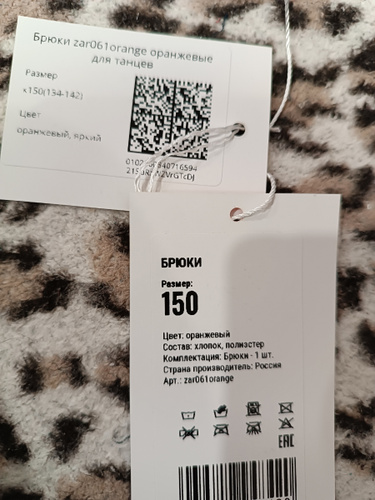 Брюки zar061orange оранжевые
для танцев
Размер
к150(134-142)
Цвет
оранжевый, яркий
БРЮКИ
Размер:
150
Цвет: оранжевый
Состав: хлопок, полиэстер
Комплектация: Брюки - 1 шт.
Страна производитель: Россия
Арт.: zar061orange
EAC